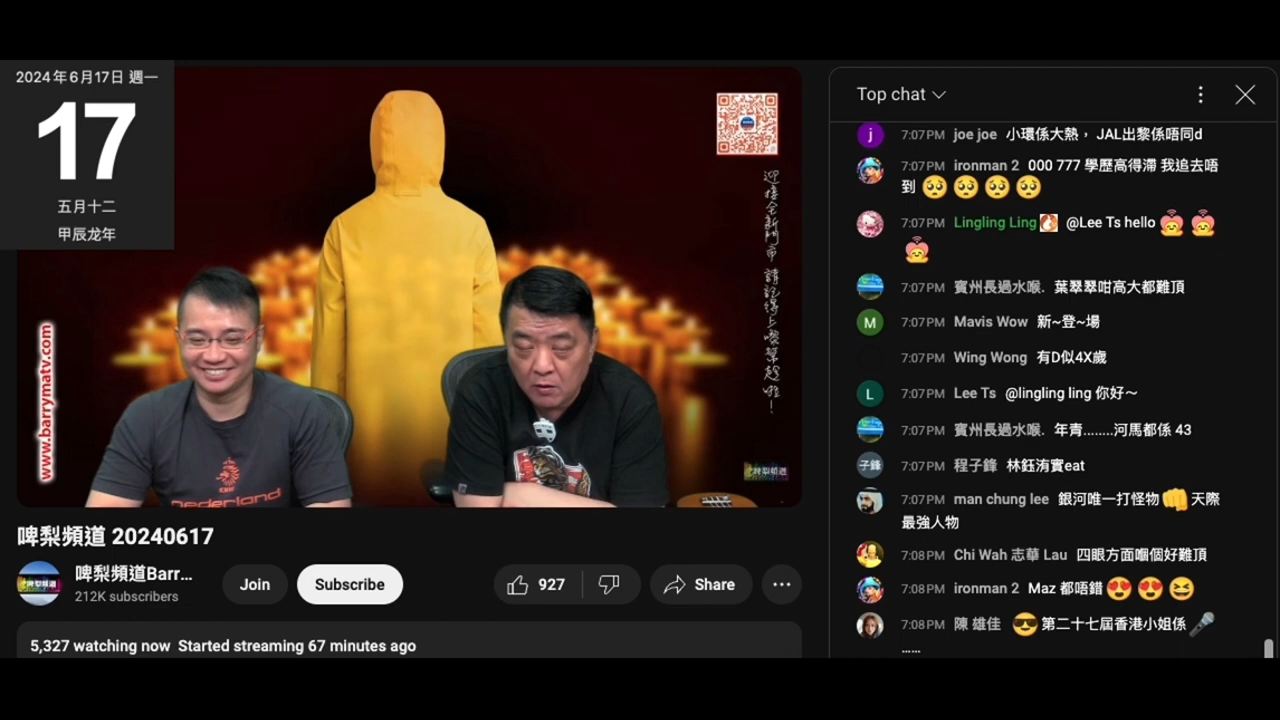 2024年6月17日 週一
17
五月十二
甲辰龙年
www.barrymatv.com
迎接全新門市 請記得上嚟幫趁啦！
nederland
啤梨頻道
啤梨頻道 20240617
啤梨頻道Barr...
212K subscribers
Join
Subscribe
927
Share
5,327 watching now Started streaming 67 minutes ago
Top chat
j 7:07PM joe joe 小環係大熱， JAL出黎係唔同d
7:07PM ironman 2 000 777 學歷高得滯 我追去唔
到 🥺🥺🥺🥺
7:07PM Lingling Ling @Lee Ts hello
7:07PM 賓州長過水喉. 葉翠翠咁高大都難頂
M 7:07PM Mavis Wow 新~登~場
7:07PM Wing Wong 有D似4X歲
L 7:07PM Lee Ts @lingling ling 你好～
7:07PM 賓州長過水喉. 年青........河馬都係 43
子鋒 7:07PM 程子鋒 林鈺洧實eat
7:07PM man chung lee 銀河唯一打怪物👊天際
最強人物
7:08PM Chi Wah 志華 Lau 四眼方面嗰個好難頂
7:08PM ironman 2 Maz 都唔錯😍😍😆
7:08PM 陳 雄佳 😎第二十七屆香港小姐係🎤
......